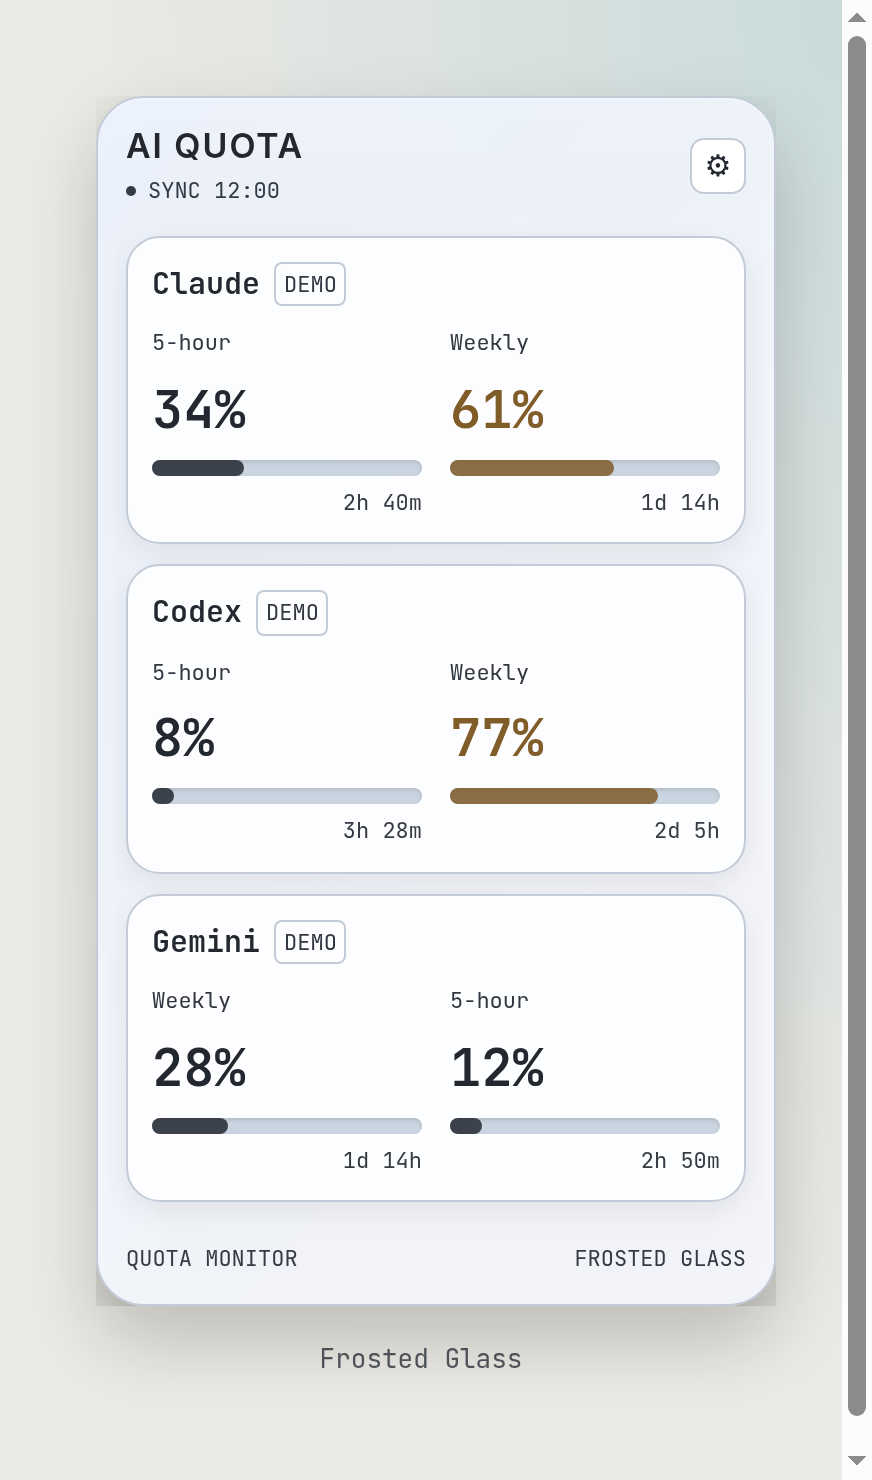 AI QUOTA
SYNC 12:00
Claude DEMO
5-hour Weekly
34% 61%
2h 40m 1d 14h
Codex DEMO
5-hour Weekly
8% 77%
3h 28m 2d 5h
Gemini DEMO
Weekly 5-hour
28% 12%
1d 14h 2h 50m
QUOTA MONITOR FROSTED GLASS
Frosted Glass